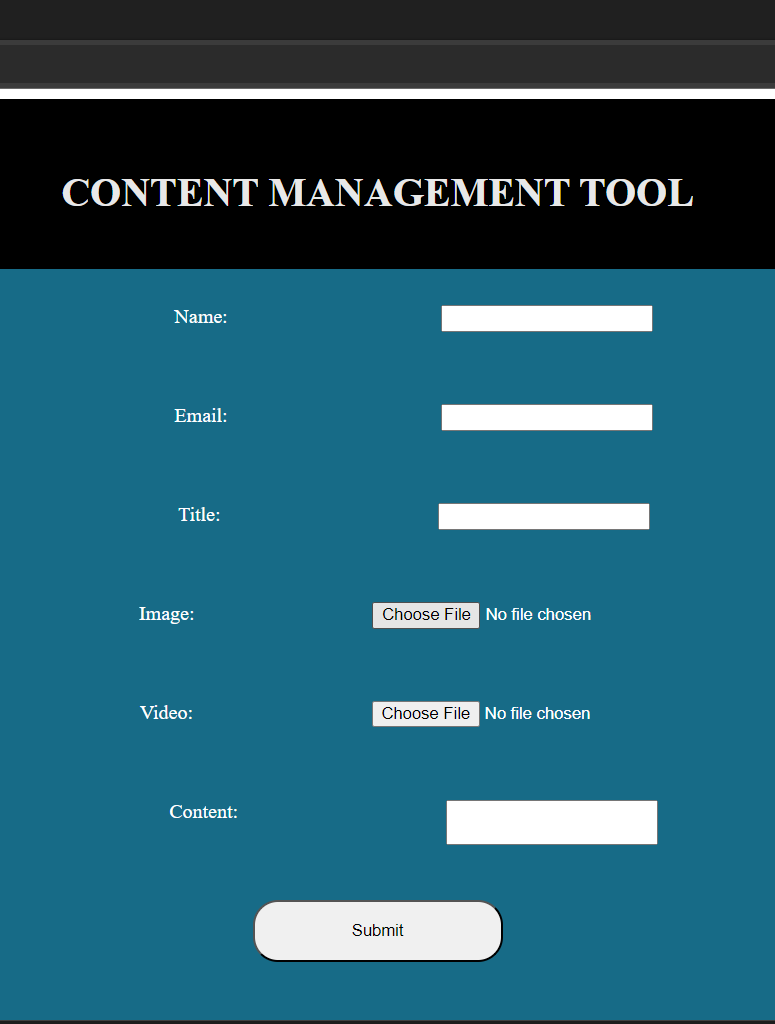 CONTENT MANAGEMENT TOOL
Name:
Email:
Title:
Image: Choose File No file chosen
Video: Choose File No file chosen
Content:
Submit